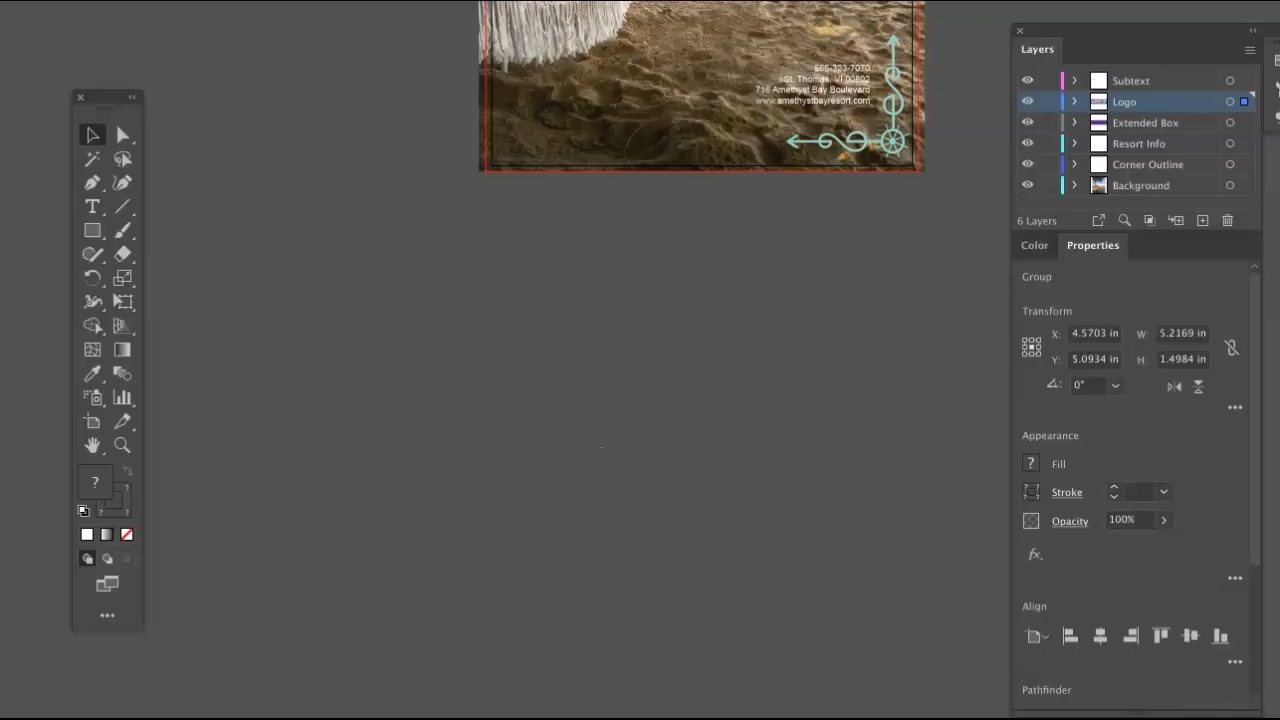 Layers
Subtext
Logo
Extended Box
Resort Info
Corner Outline
Background
6 Layers
Color
Properties
Group
Transform
X: 4.5703 in W: 5.2169 in
Y: 5.0934 in H: 1.4984 in
0°
Appearance
? Fill
Stroke
Opacity 100%
fx.
Align
Pathfinder
T
?
? ? ?
865-323-7070
St. Thomas, VI 00802
716 Amethyst Bay Boulevard
www.amethystbayresort.com